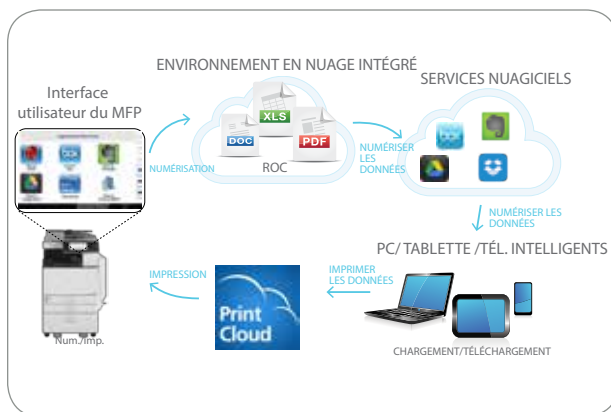 ENVIRONNEMENT EN NUAGE INTÉGRÉ
Interface
utilisateur du MFP
SERVICES NUAGICIELS
XLS
DOC
PDF
ROC
box
NUMÉRISATION
NUMÉRISER
LES
DONNÉES
NUMÉRISER LES
DONNÉES
PC/ TABLETTE /TÉL. INTELLIGENTS
IMPRESSION
IMPRIMER
LES DONNÉES
Print
Cloud
Num./Imp.
CHARGEMENT/TÉLÉCHARGEMENT